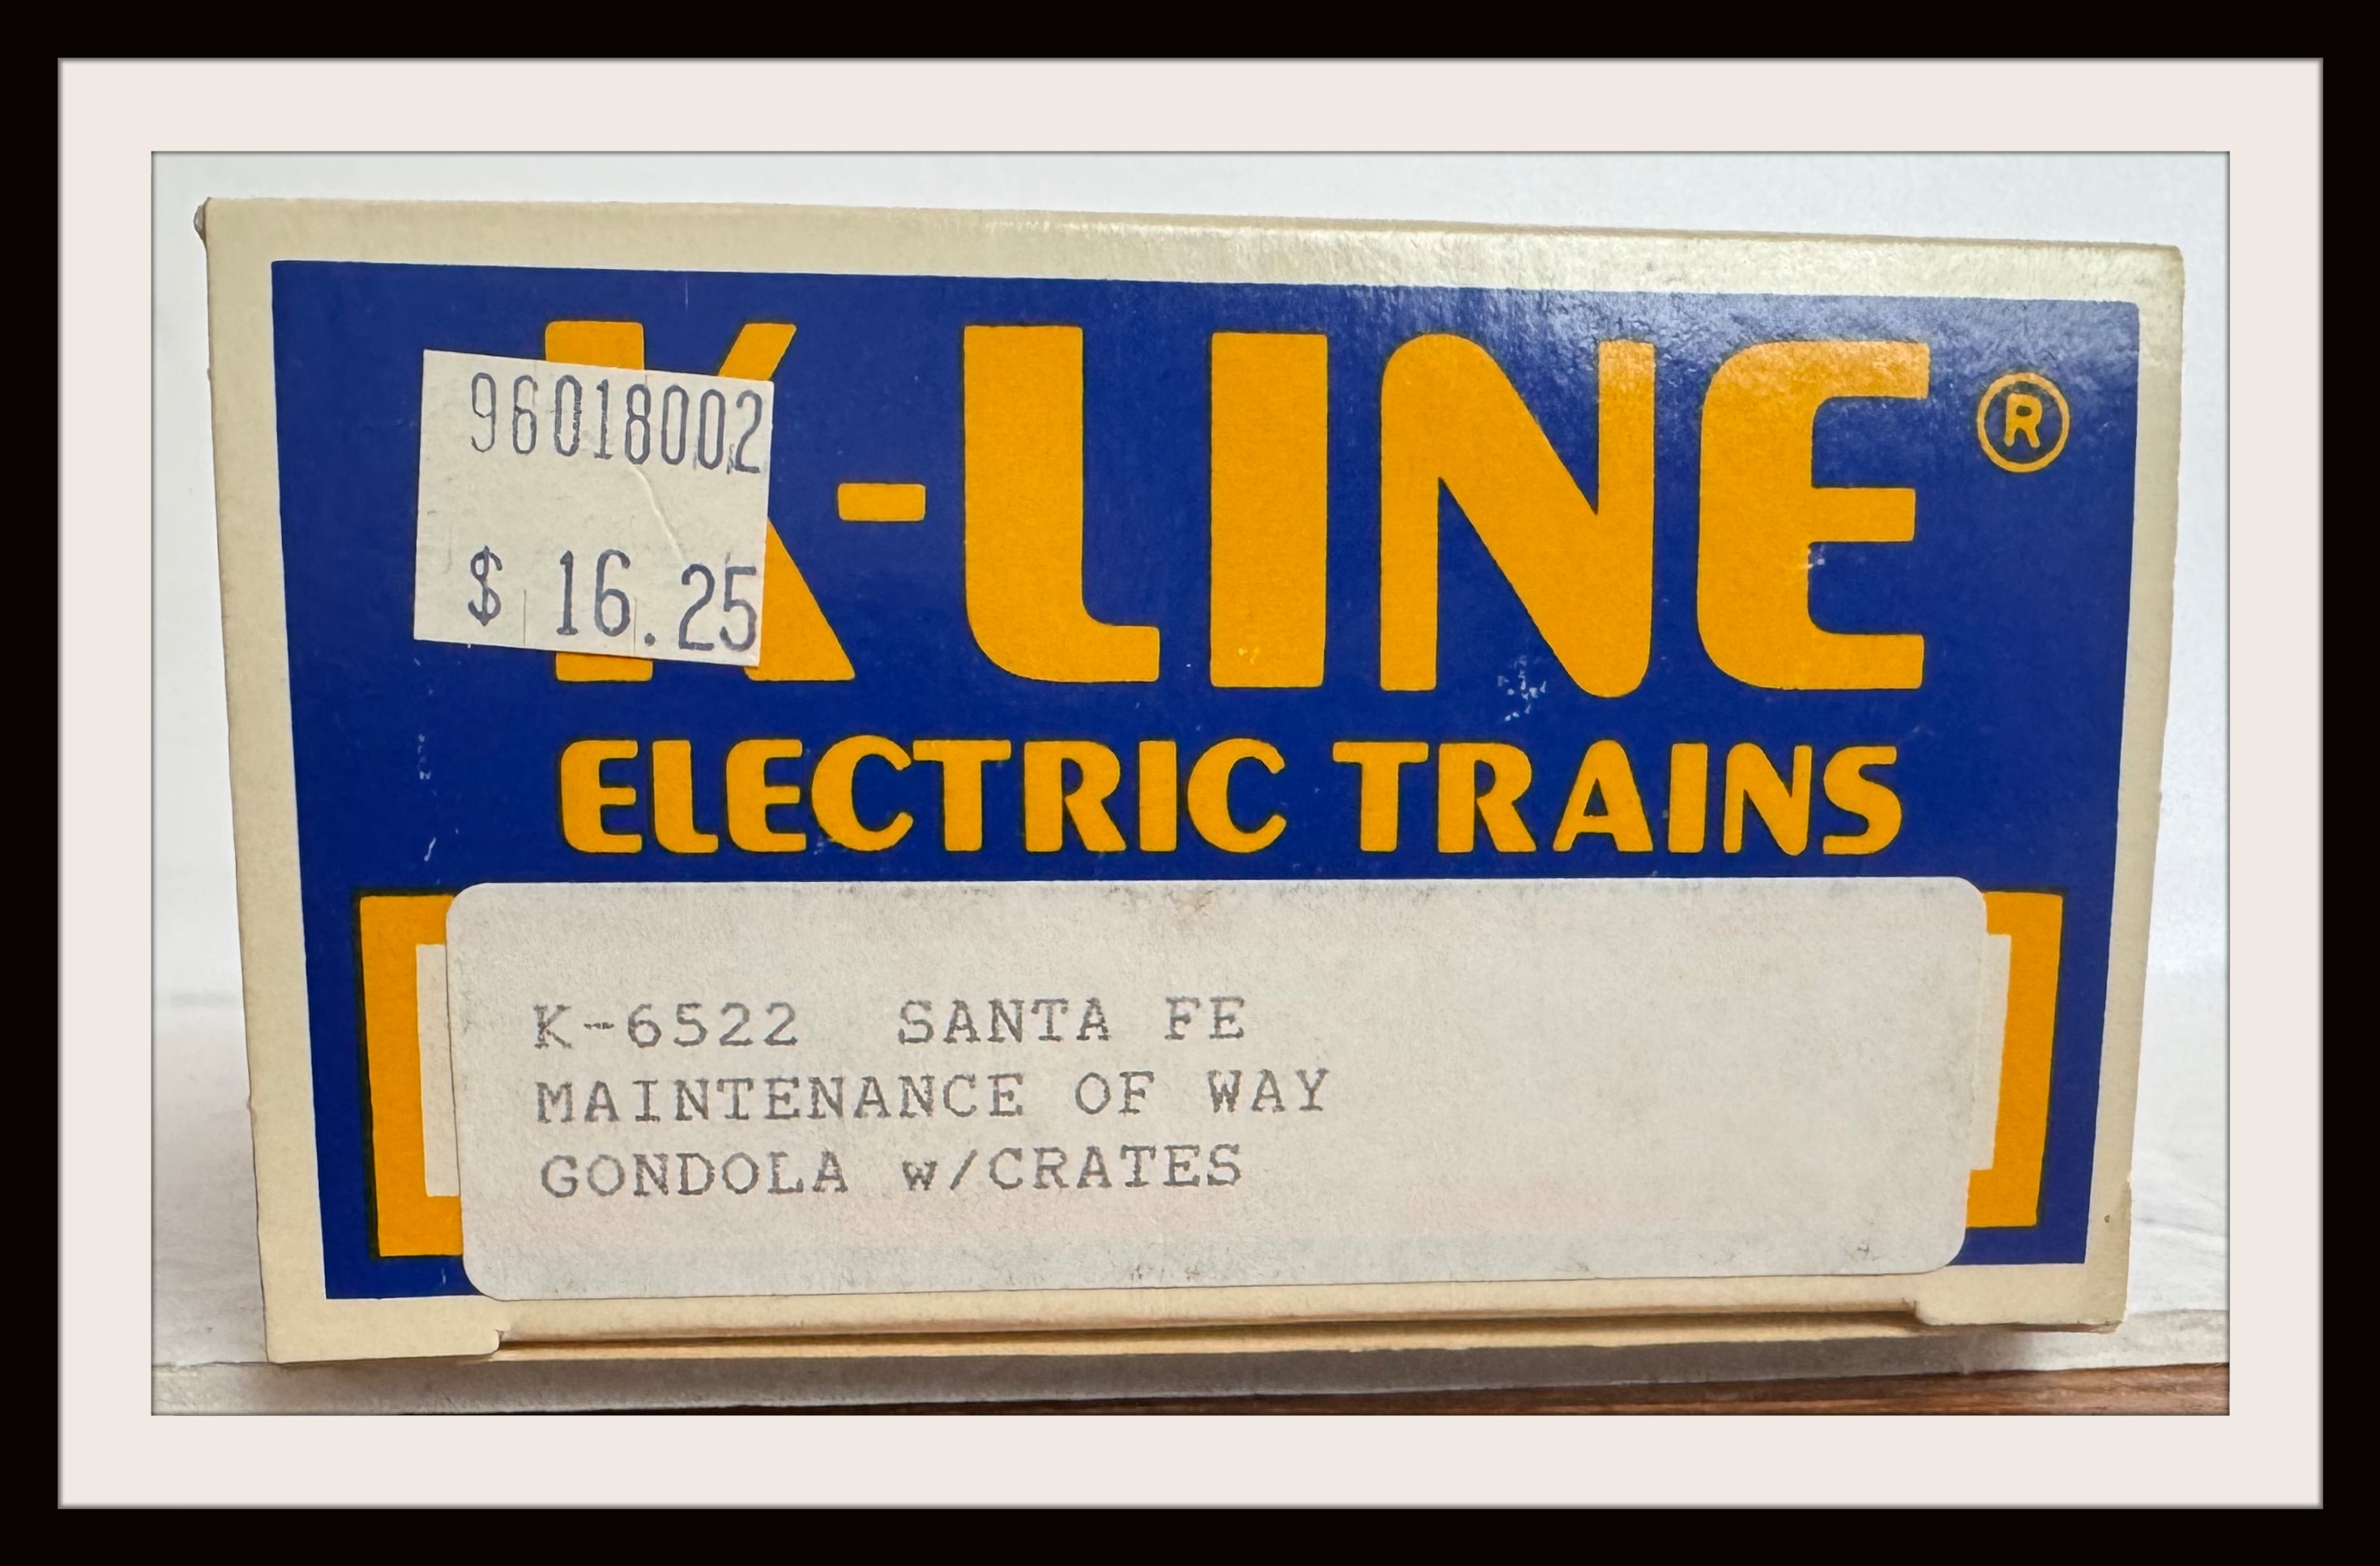 96018002
$ 16.25
K-LINE®
ELECTRIC TRAINS
K-6522 SANTA FE
MAINTENANCE OF WAY
GONDOLA w/CRATES